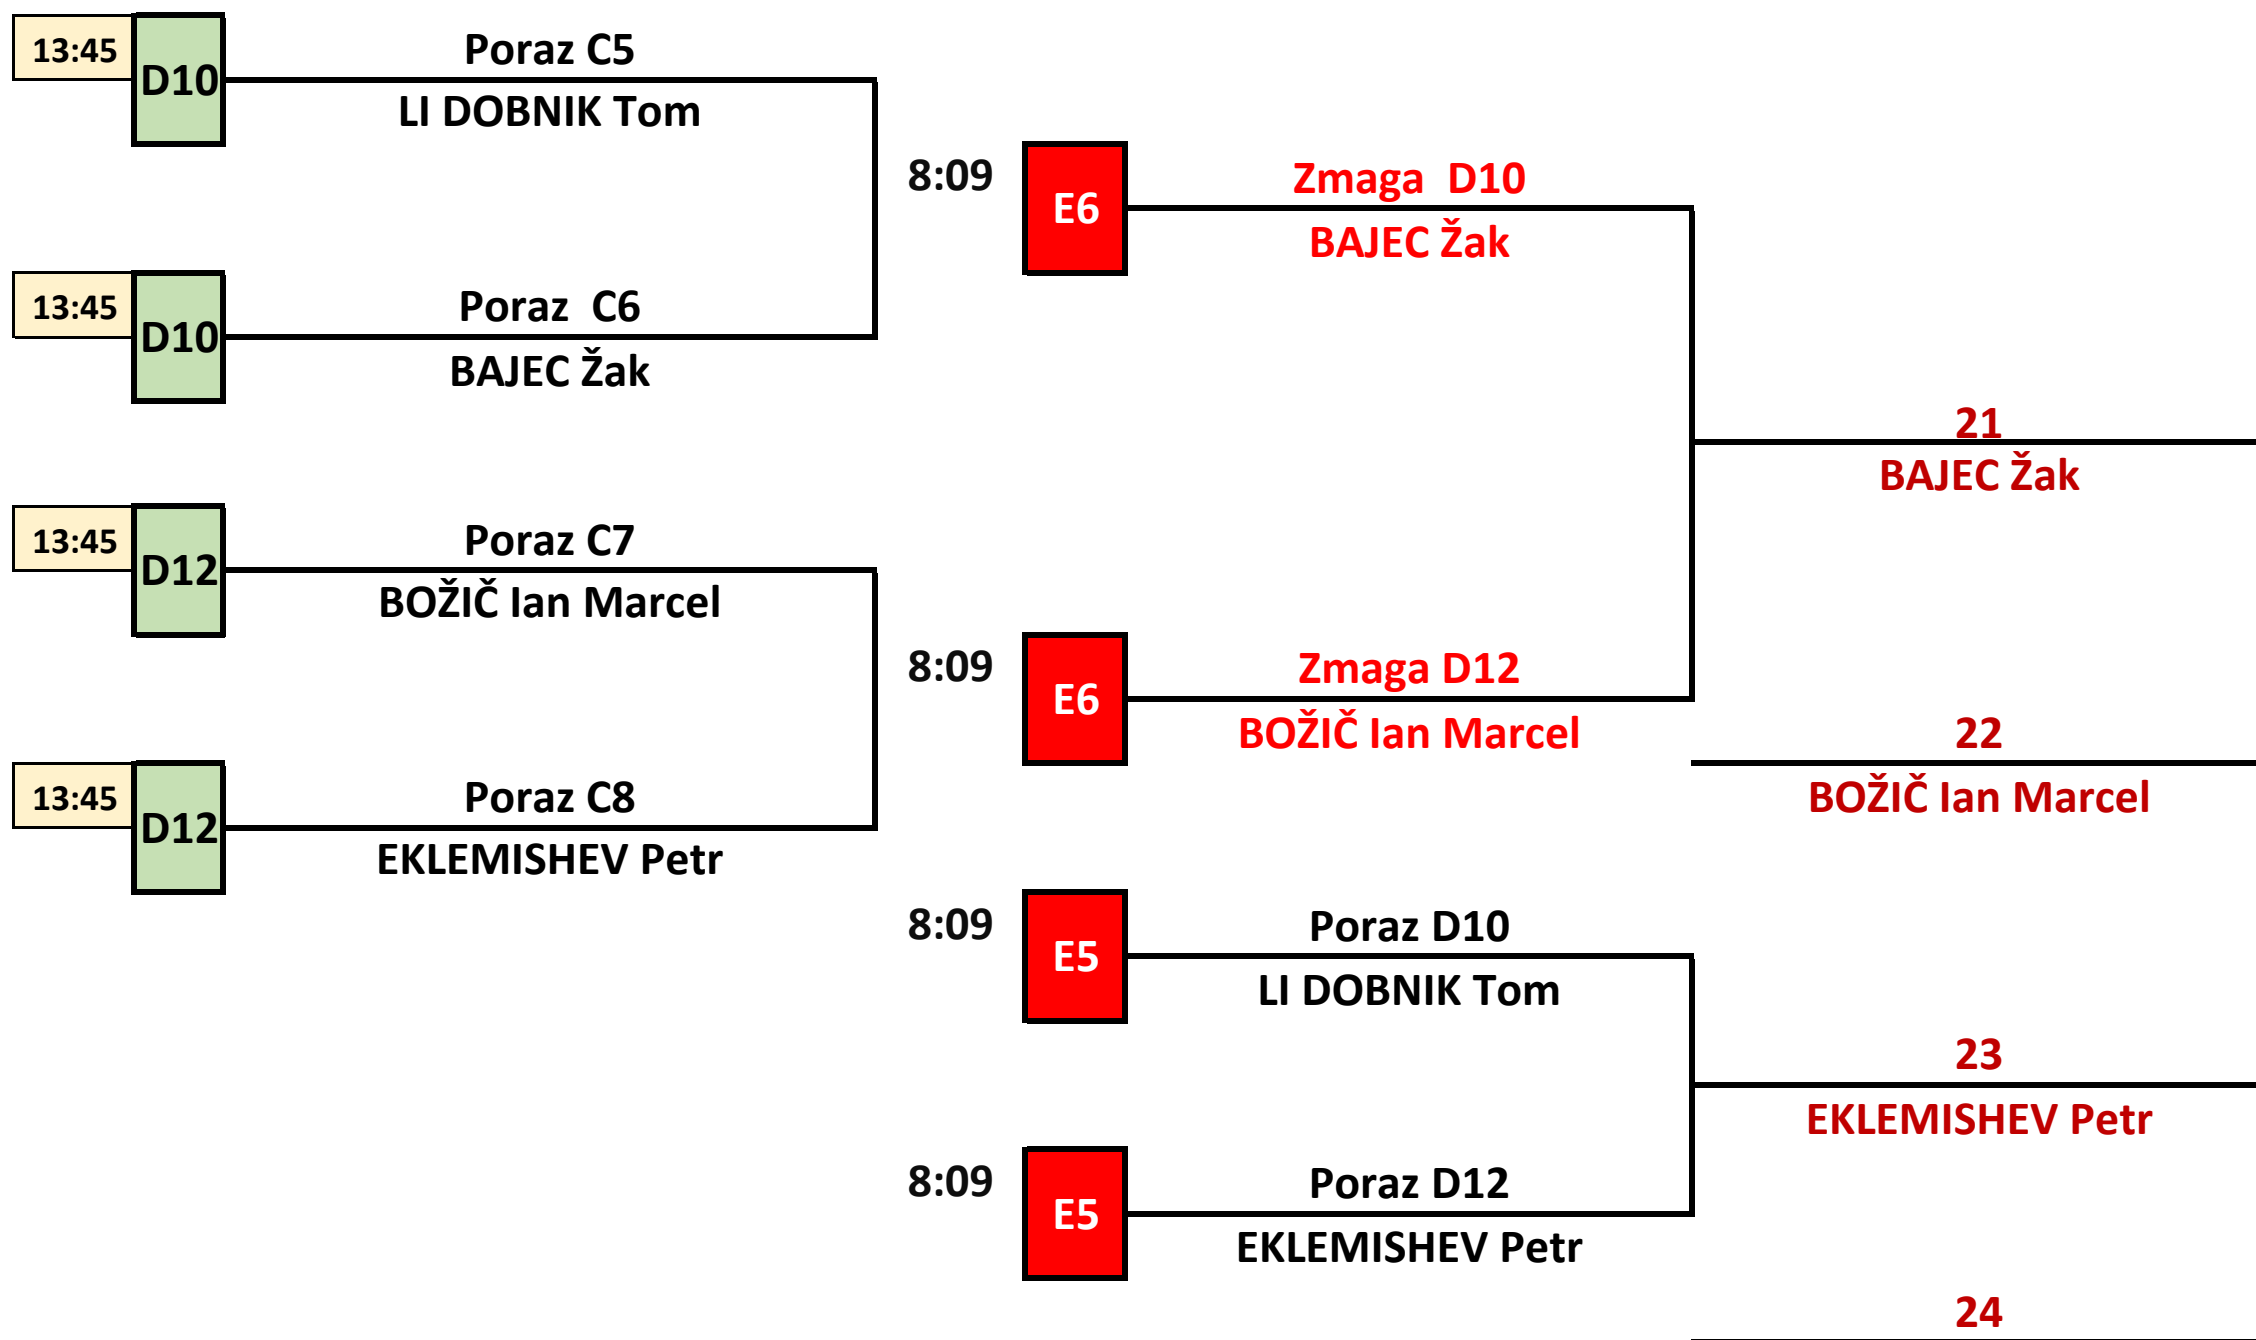 13:45
D10
Poraz C5
LI DOBNIK Tom
13:45
D10
Poraz  C6
BAJEC Žak
13:45
D12
Poraz C7
BOŽIČ Ian Marcel
13:45
D12
Poraz C8
EKLEMISHEV Petr
8:09
E6
Zmaga  D10
BAJEC Žak
8:09
E6
Zmaga D12
BOŽIČ Ian Marcel
8:09
E5
Poraz D10
LI DOBNIK Tom
8:09
E5
Poraz D12
EKLEMISHEV Petr
21
BAJEC Žak
22
BOŽIČ Ian Marcel
23
EKLEMISHEV Petr
24